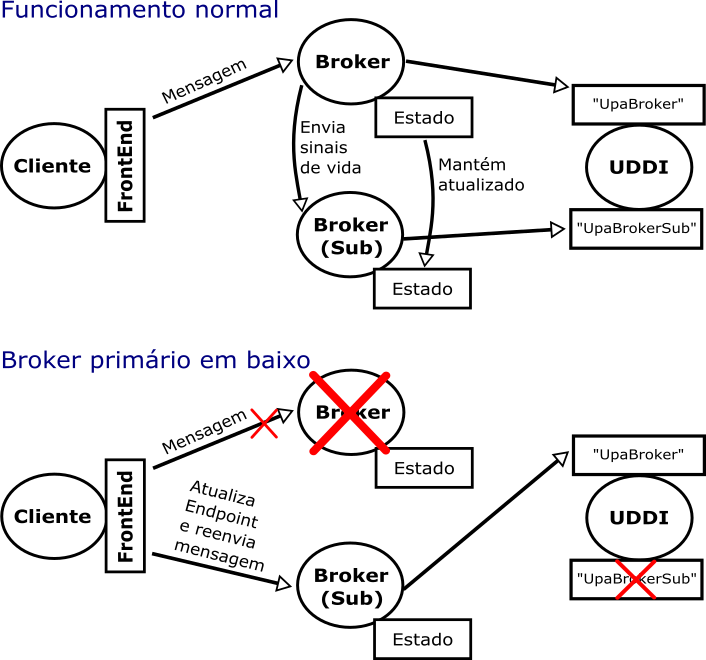 Funcionamento normal
Mensagem
Broker
Estado
"UpaBroker"
Cliente
FrontEnd
Envia
sinais
de vida
Mantém
atualizado
UDDI
Broker
(Sub)
"UpaBrokerSub"
Estado
Broker primário em baixo
Mensagem
Broker
Estado
"UpaBroker"
Cliente
FrontEnd
Atualiza
Endpoint
e reenvia
mensagem
UDDI
Broker
(Sub)
"UpaBrokerSub"
Estado